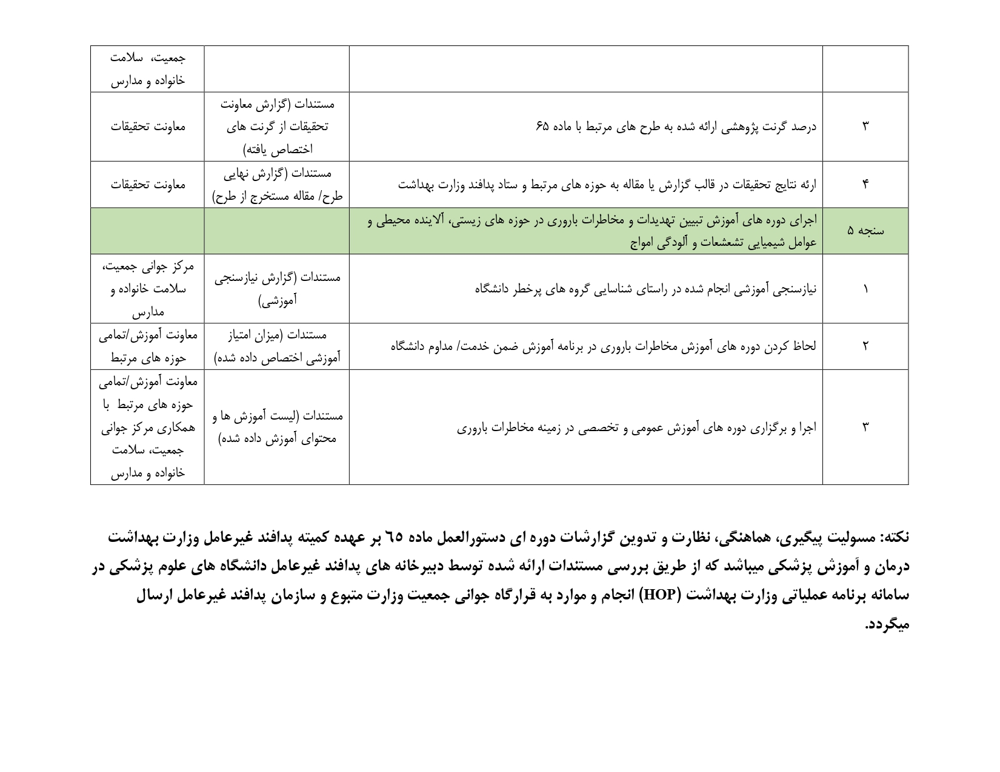 جمعیت، سلامت
خانواده و مدارس
۳
درصد گرنت پژوهشی ارائه شده به طرح های مرتبط با ماده ۶۵
مستندات (گزارش معاونت
تحقیقات از گرنت های
اختصاص یافته)
معاونت تحقیقات
۴
ارئه نتایج تحقیقات در قالب گزارش یا مقاله به حوزه های مرتبط و ستاد پدافند وزارت بهداشت
مستندات (گزارش نهایی
طرح/ مقاله مستخرج از طرح)
معاونت تحقیقات
سنجه ۵
اجرای دوره های آموزش تبیین تهدیدات و مخاطرات باروری در حوزه های زیستی، آلاینده محیطی و
عوامل شیمیایی تشعشعات و آلودگی امواج
۱
نیازسنجی آموزشی انجام شده در راستای شناسایی گروه های پرخطر دانشگاه
مستندات (گزارش نیازسنجی
آموزشی)
مرکز جوانی جمعیت،
سلامت خانواده و
مدارس
۲
لحاظ کردن دوره های آموزش مخاطرات باروری در برنامه آموزش ضمن خدمت/ مداوم دانشگاه
مستندات (میزان امتیاز
آموزشی اختصاص داده شده)
معاونت آموزش/تمامی
حوزه های مرتبط
۳
اجرا و برگزاری دوره های آموزش عمومی و تخصصی در زمینه مخاطرات باروری
مستندات (لیست آموزش ها و
محتوای آموزش داده شده)
معاونت آموزش/تمامی
حوزه های مرتبط با
همکاری مرکز جوانی
جمعیت، سلامت
خانواده و مدارس
نکته: مسولیت پیگیری، هماهنگی، نظارت و تدوین گزارشات دوره ای دستورالعمل ماده ٦٥ بر عهده کمیته پدافند غیرعامل وزارت بهداشت
درمان و آموزش پزشکی میباشد که از طریق بررسی مستندات ارائه شده توسط دبیرخانه های پدافند غیرعامل دانشگاه های علوم پزشکی در
سامانه برنامه عملیاتی وزارت بهداشت (HOP) انجام و موارد به قرارگاه جوانی جمعیت وزارت متبوع و سازمان پدافند غیرعامل ارسال
میگردد.